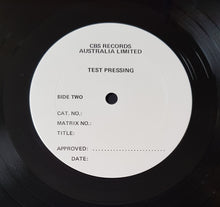 CBS RECORDS
AUSTRALIA LIMITED
TEST PRESSING
SIDE TWO
CAT. NO.:
MATRIX NO.:
TITLE:
APPROVED:
DATE: